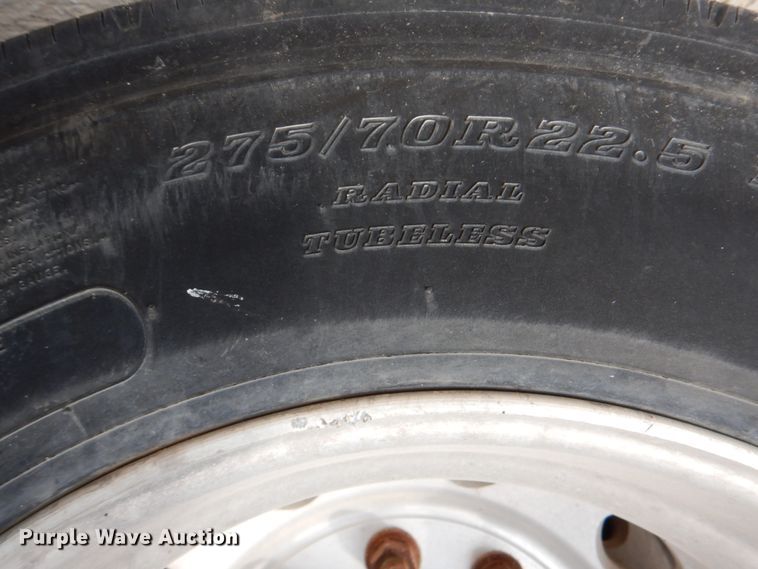 275/70R22.5
RADIAL
TUBELESS
Purple Wave Auction